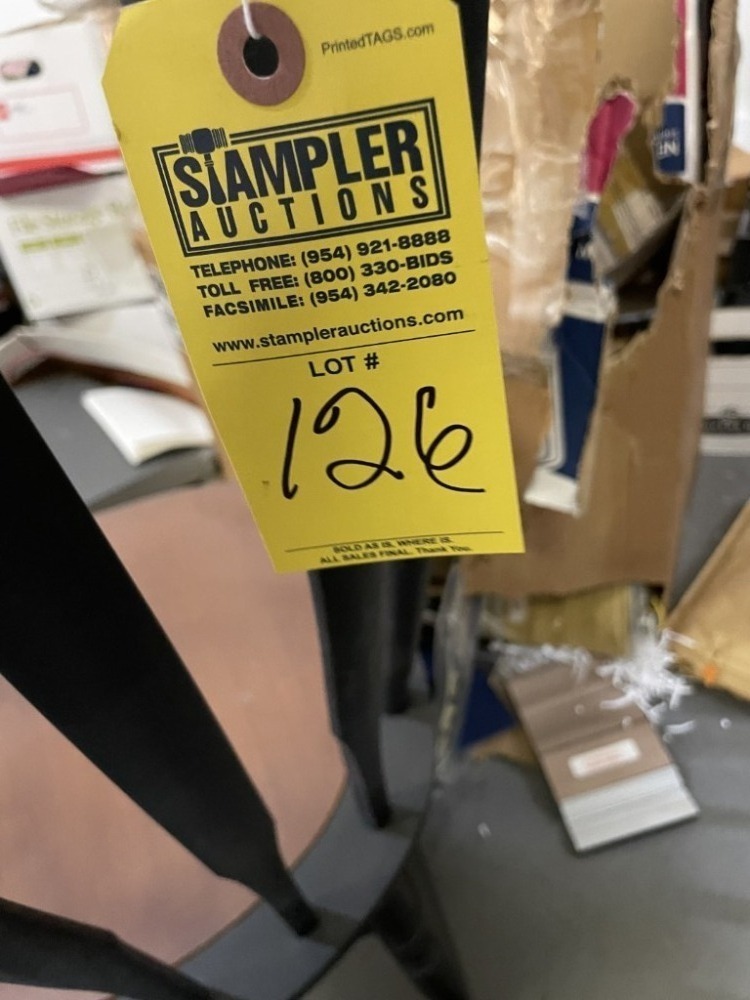 PrintedTAGS.com
STAMPLER
AUCTIONS
TELEPHONE: (954) 921-8888
TOLL FREE: (800) 330-BIDS
FACSIMILE: (954) 342-2080
www.stamplerauctions.com
LOT #
126
SOLD AS IS, WHERE IS.
ALL SALES FINAL. Thank You.